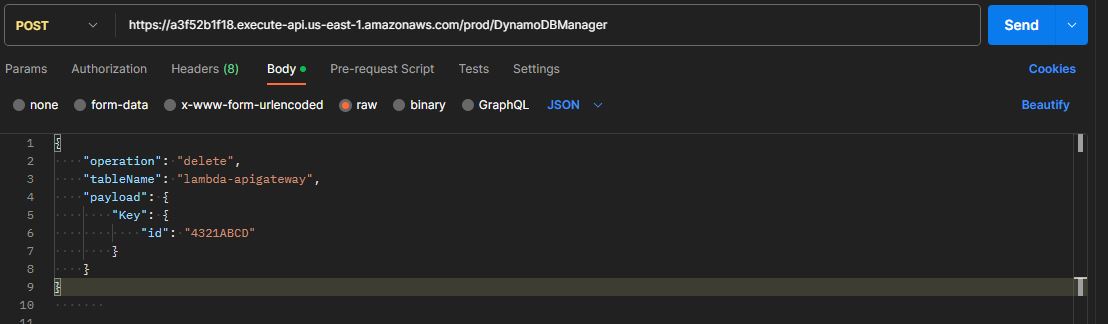 POST https://a3f52b1f18.execute-api.us-east-1.amazonaws.com/prod/DynamoDBManager Send
Params Authorization Headers (8) Body Pre-request Script Tests Settings Cookies
none form-data x-www-form-urlencoded raw binary GraphQL JSON Beautify
1 {
2 "operation": "delete",
3 "tableName": "lambda-apigateway",
4 "payload": {
5 "Key": {
6 "id": "4321ABCD"
7 }
8 }
9 }
10
11